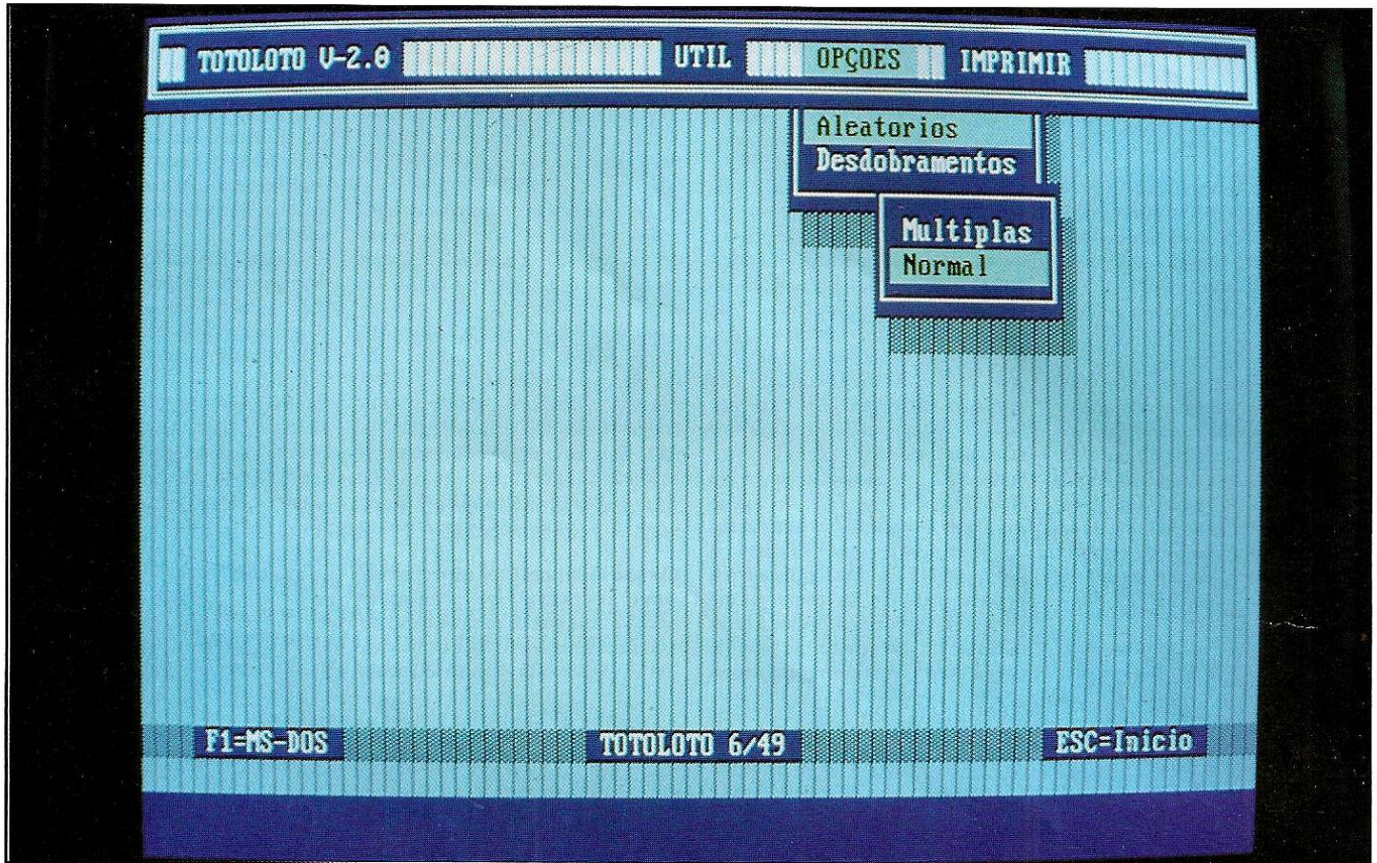 TOTOLOTO V-2.0 UTIL OPÇOES IMPRIMIR
Aleatorios
Desdobramentos
Multiplas
Normal
F1=MS-DOS TOTOLOTO 6/49 ESC=Inicio